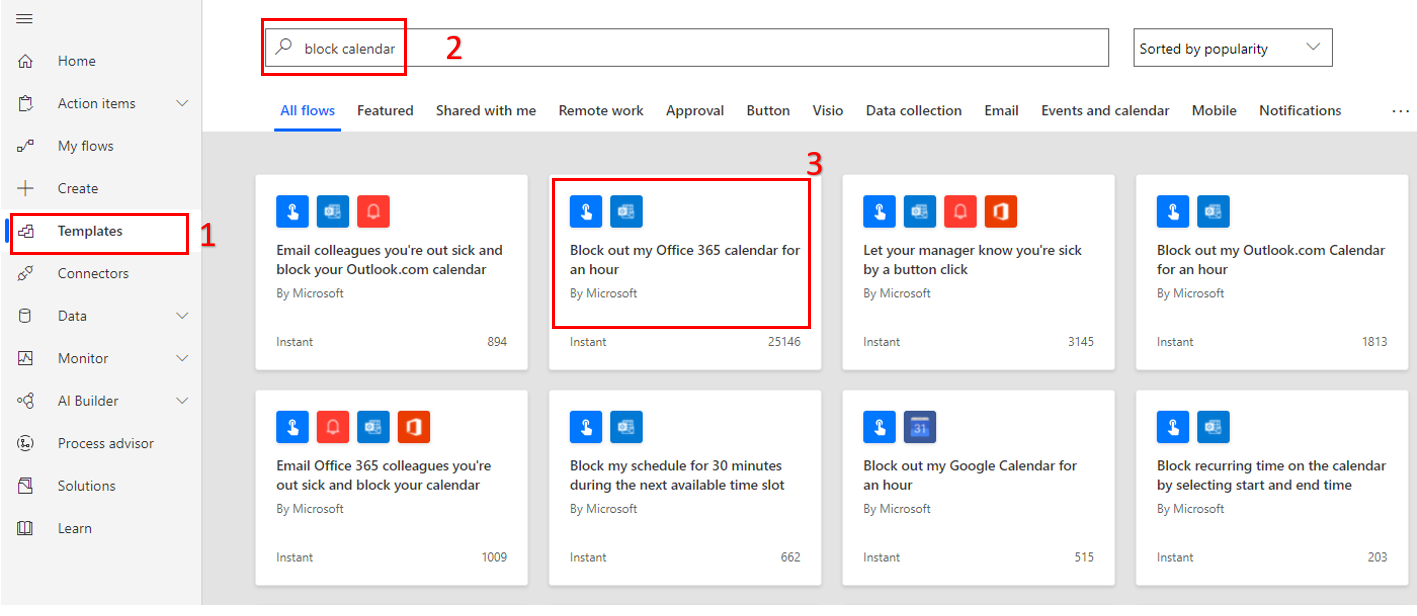 block calendar
2
Sorted by popularity
Home
Action items
My flows
Create
Templates
1
Connectors
Data
Monitor
AI Builder
Process advisor
Solutions
Learn
All flows
Featured
Shared with me
Remote work
Approval
Button
Visio
Data collection
Email
Events and calendar
Mobile
Notifications
...
3
Email colleagues you're out sick and
block your Outlook.com calendar
By Microsoft
Instant
894
Block out my Office 365 calendar for
an hour
By Microsoft
Instant
25146
Let your manager know you're sick
by a button click
By Microsoft
Instant
3145
Block out my Outlook.com Calendar
for an hour
By Microsoft
Instant
1813
Email Office 365 colleagues you're
out sick and block your calendar
By Microsoft
Instant
1009
Block my schedule for 30 minutes
during the next available time slot
By Microsoft
Instant
662
31
Block out my Google Calendar for
an hour
By Microsoft
Instant
515
Block recurring time on the calendar
by selecting start and end time
By Microsoft
Instant
203